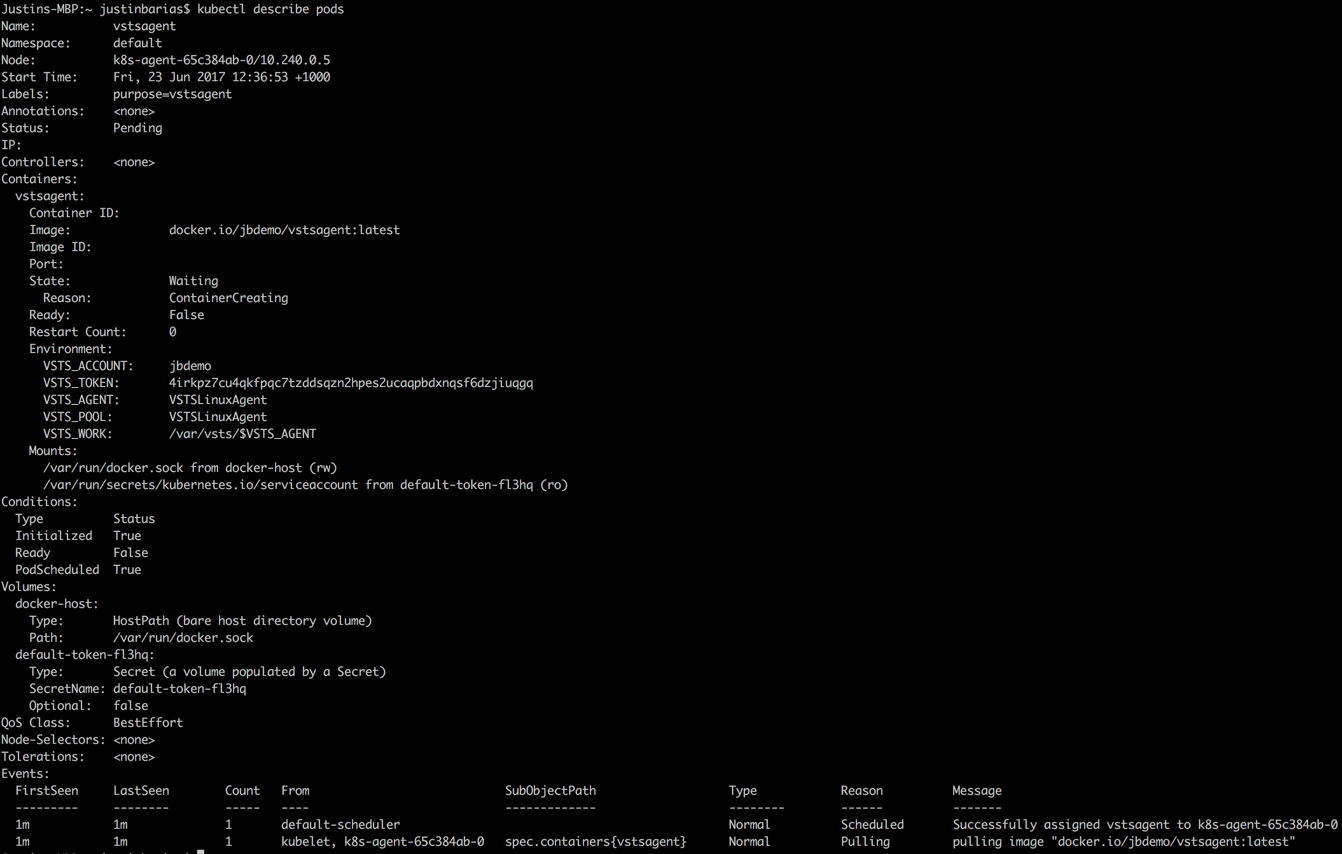 Justins-MBP:~ justinbarias$ kubectl describe pods
Name: vstsagent
Namespace: default
Node: k8s-agent-65c384ab-0/10.240.0.5
Start Time: Fri, 23 Jun 2017 12:36:53 +1000
Labels: purpose=vstsagent
Annotations: <none>
Status: Pending
IP:
Controllers: <none>
Containers:
vstsagent:
Container ID:
Image: docker.io/jbdemo/vstsagent:latest
Image ID:
Port:
State: Waiting
Reason: ContainerCreating
Ready: False
Restart Count: 0
Environment:
VSTS_ACCOUNT: jbdemo
VSTS_TOKEN: 4irkpz7cu4qkfpqc7tzddsqzn2hpes2ucaqpbdxnqsf6dzjiuqgq
VSTS_AGENT: VSTSLinuxAgent
VSTS_POOL: VSTSLinuxAgent
VSTS_WORK: /var/vsts/$VSTS_AGENT
Mounts:
/var/run/docker.sock from docker-host (rw)
/var/run/secrets/kubernetes.io/serviceaccount from default-token-fl3hq (ro)
Conditions:
Type Status
Initialized True
Ready False
PodScheduled True
Volumes:
docker-host:
Type: HostPath (bare host directory volume)
Path: /var/run/docker.sock
default-token-fl3hq:
Type: Secret (a volume populated by a Secret)
SecretName: default-token-fl3hq
Optional: false
QoS Class: BestEffort
Node-Selectors: <none>
Tolerations: <none>
Events:
FirstSeen LastSeen Count From SubObjectPath Type Reason Message
--------- -------- ----- ---- ------------- -------- ------ -------
1m 1m 1 default-scheduler Normal Scheduled Successfully assigned vstsagent to k8s-agent-65c384ab-0
1m 1m 1 kubelet, k8s-agent-65c384ab-0 spec.containers{vstsagent} Normal Pulling pulling image "docker.io/jbdemo/vstsagent:latest"